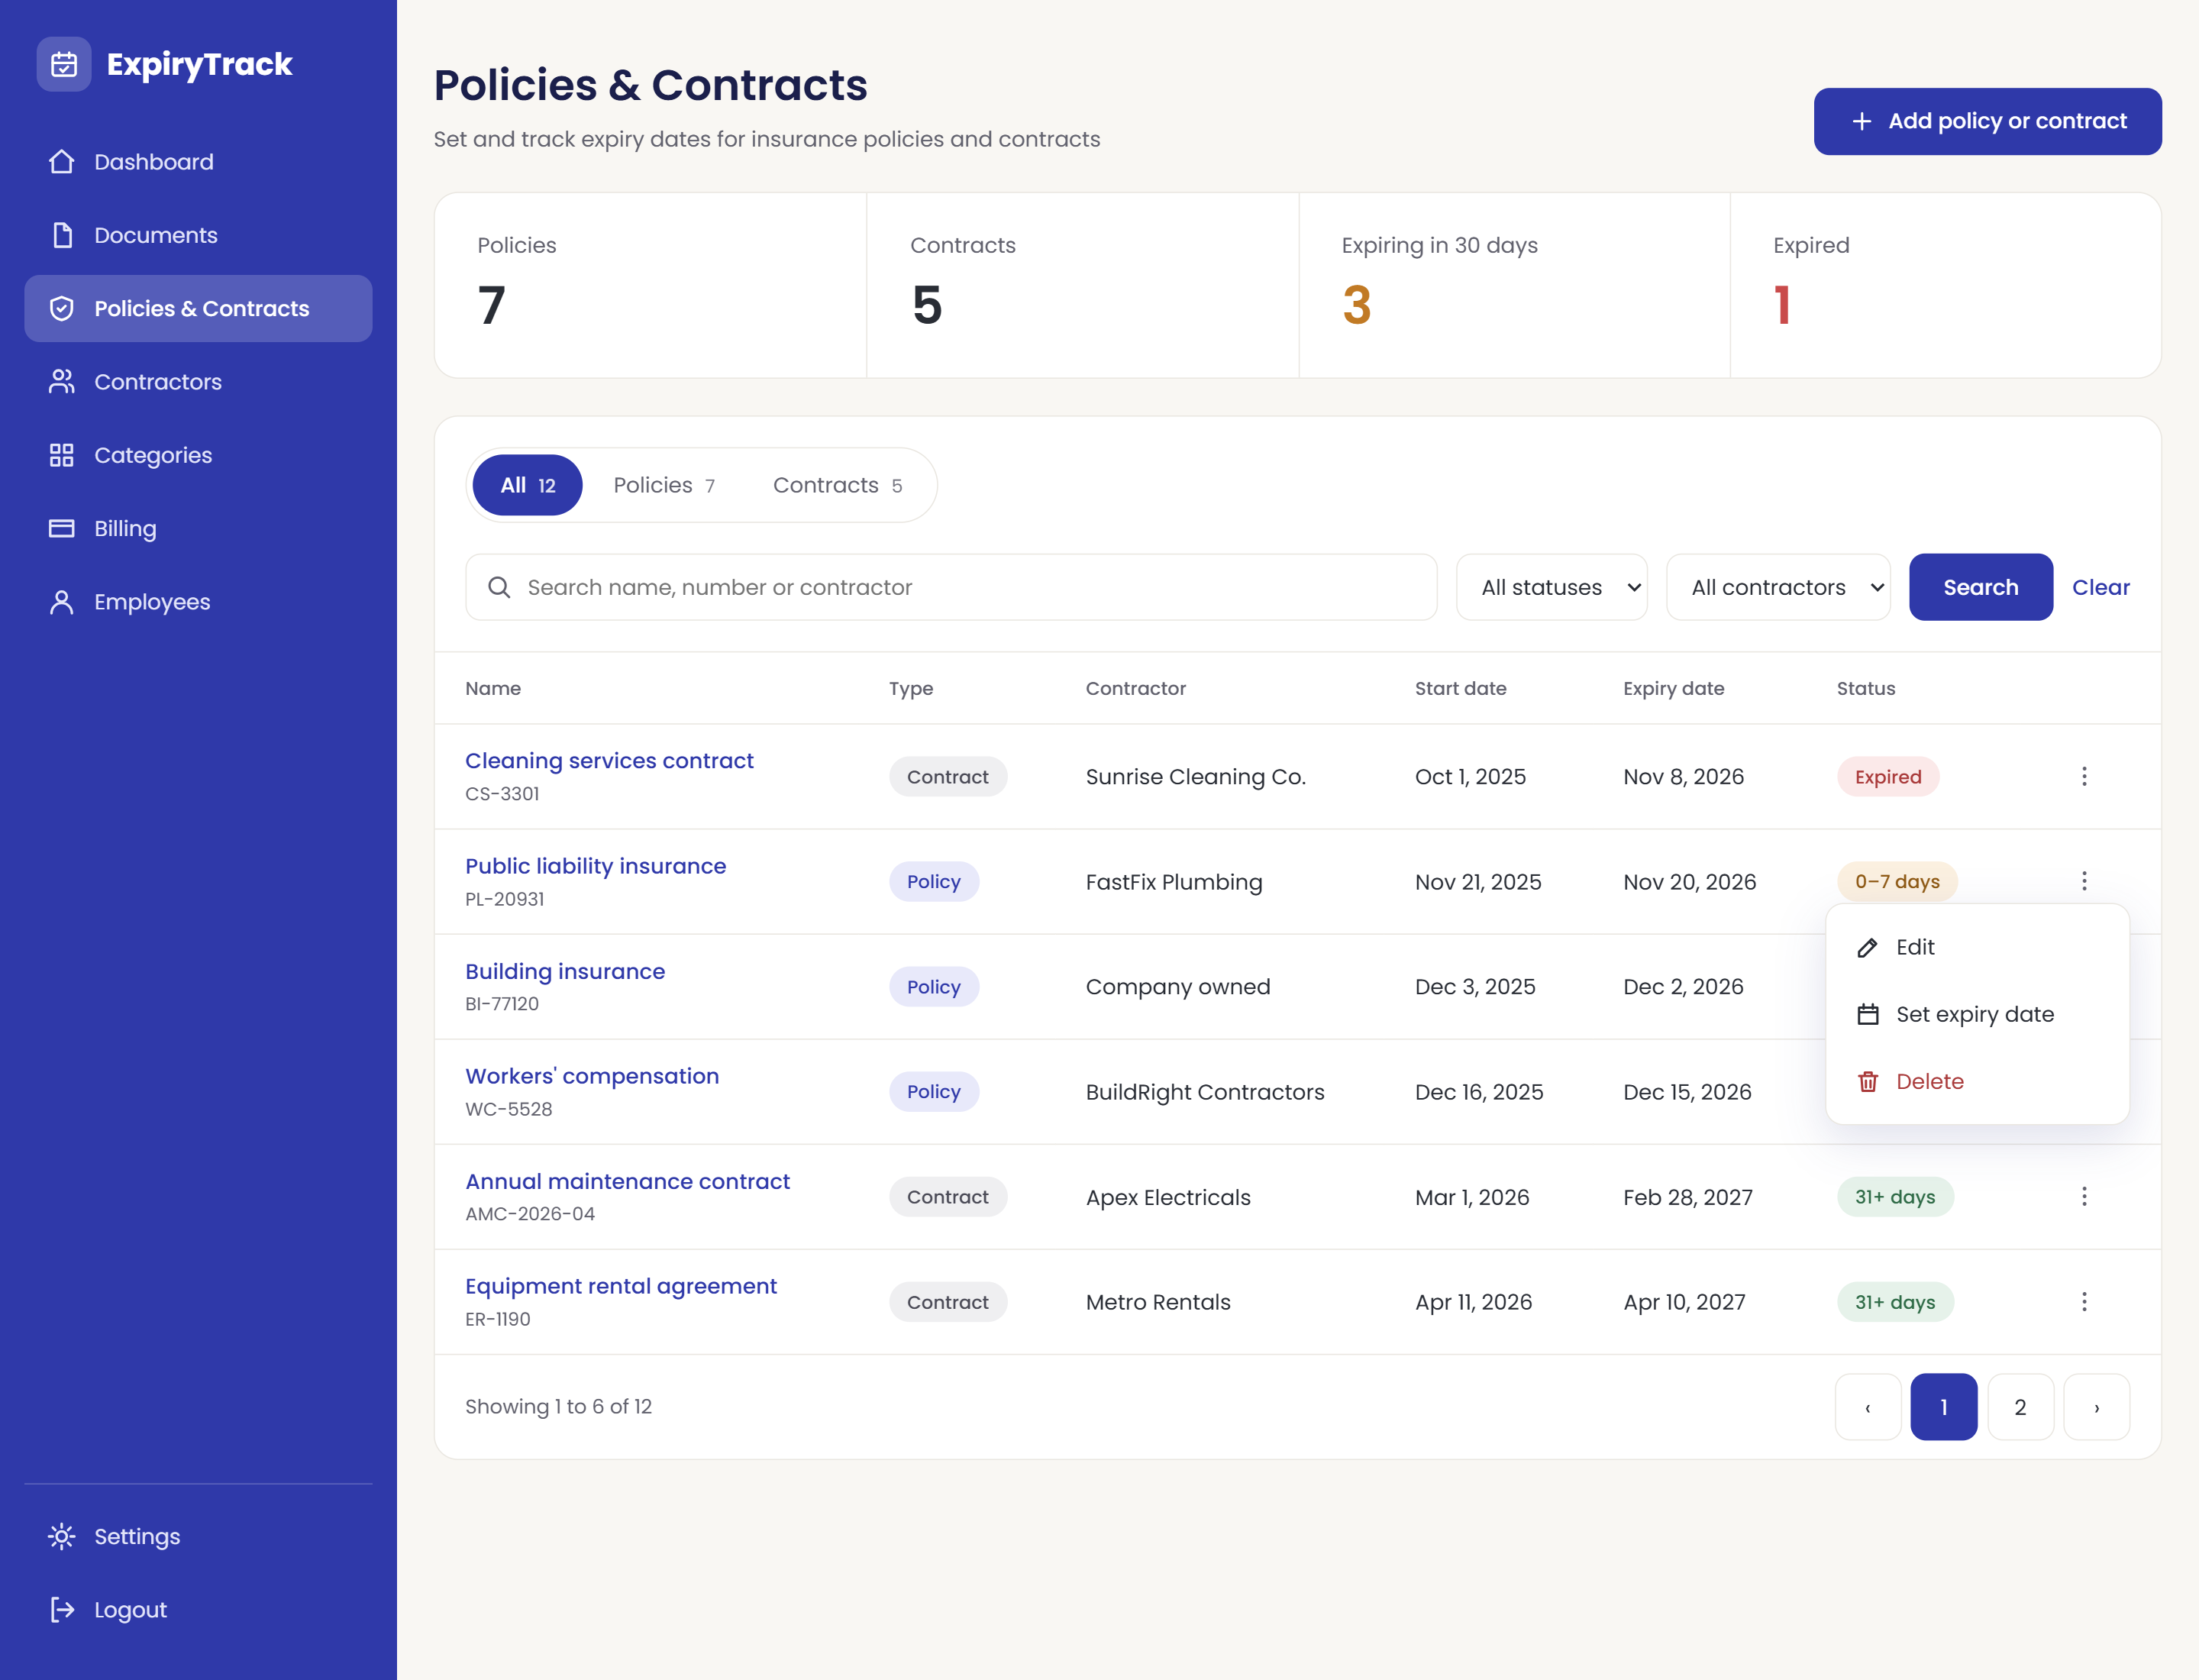 ExpiryTrack
Dashboard
Documents
Policies & Contracts
Contractors
Categories
Billing
Employees
Settings
Logout
Policies & Contracts
Set and track expiry dates for insurance policies and contracts
Add policy or contract
Policies
7
Contracts
5
Expiring in 30 days
3
Expired
1
All 12 Policies 7 Contracts 5
Search name, number or contractor All statuses All contractors Search Clear
Name Type Contractor Start date Expiry date Status
Cleaning services contract
CS-3301
Contract Sunrise Cleaning Co. Oct 1, 2025 Nov 8, 2026 Expired
Public liability insurance
PL-20931
Policy FastFix Plumbing Nov 21, 2025 Nov 20, 2026 0–7 days
Building insurance
BI-77120
Policy Company owned Dec 3, 2025 Dec 2, 2026
Workers' compensation
WC-5528
Policy BuildRight Contractors Dec 16, 2025 Dec 15, 2026
Edit
Set expiry date
Delete
Annual maintenance contract
AMC-2026-04
Contract Apex Electricals Mar 1, 2026 Feb 28, 2027 31+ days
Equipment rental agreement
ER-1190
Contract Metro Rentals Apr 11, 2026 Apr 10, 2027 31+ days
Showing 1 to 6 of 12
‹ 1 2 ›